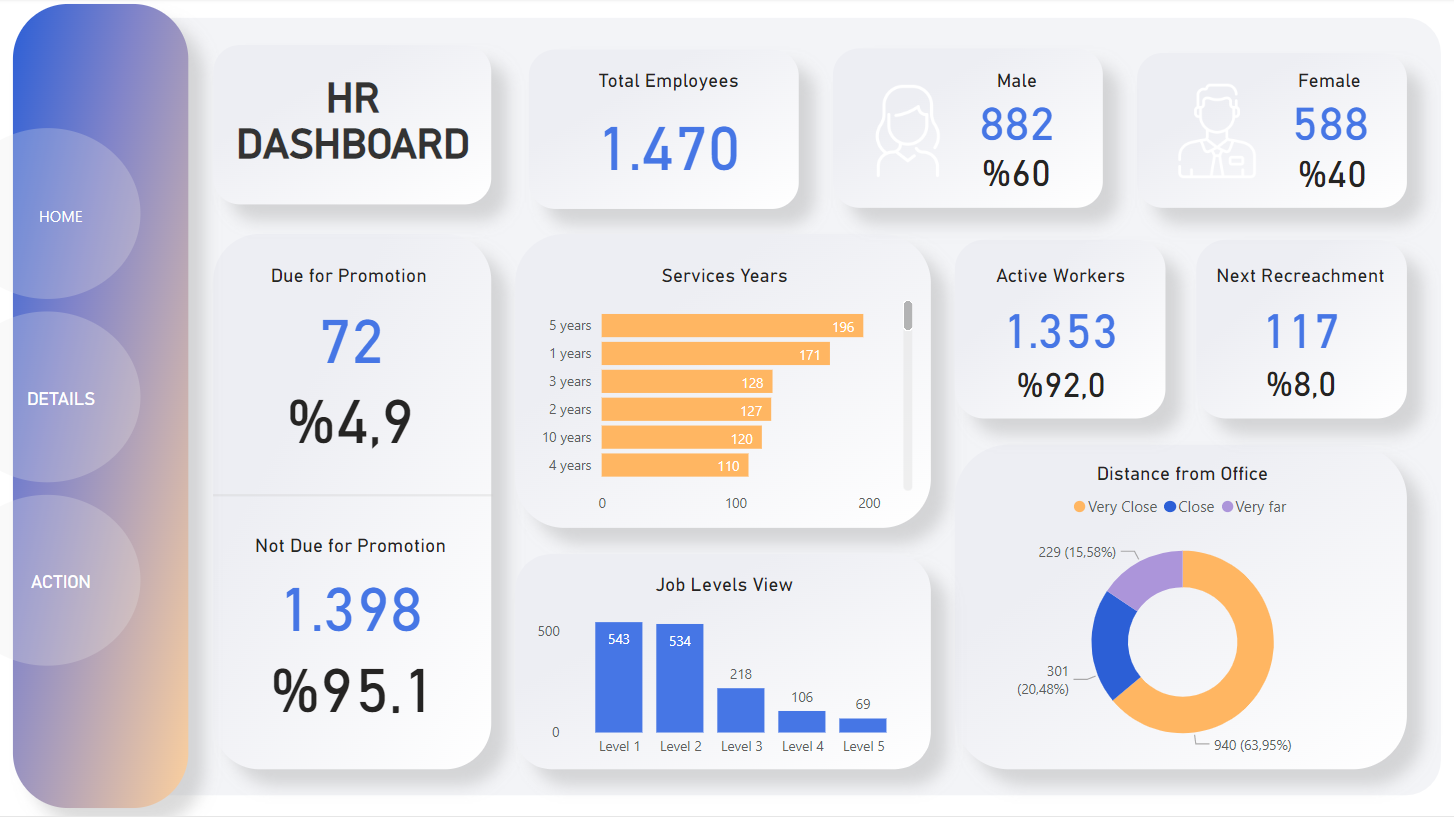 HOME
DETAILS
ACTION
HR
DASHBOARD
Total Employees
1.470
Male
882
%60
Female
588
%40
Due for Promotion
72
%4,9
Not Due for Promotion
1.398
%95.1
Services Years
5 years
196
1 years
171
3 years
128
2 years
127
10 years
120
4 years
110
0
100
200
Job Levels View
500
0
543
534
218
106
69
Level 1
Level 2
Level 3
Level 4
Level 5
Active Workers
1.353
%92,0
Next Recreachment
117
%8,0
Distance from Office
Very Close
Close
Very far
229 (15,58%)
301
(20,48%)
940 (63,95%)